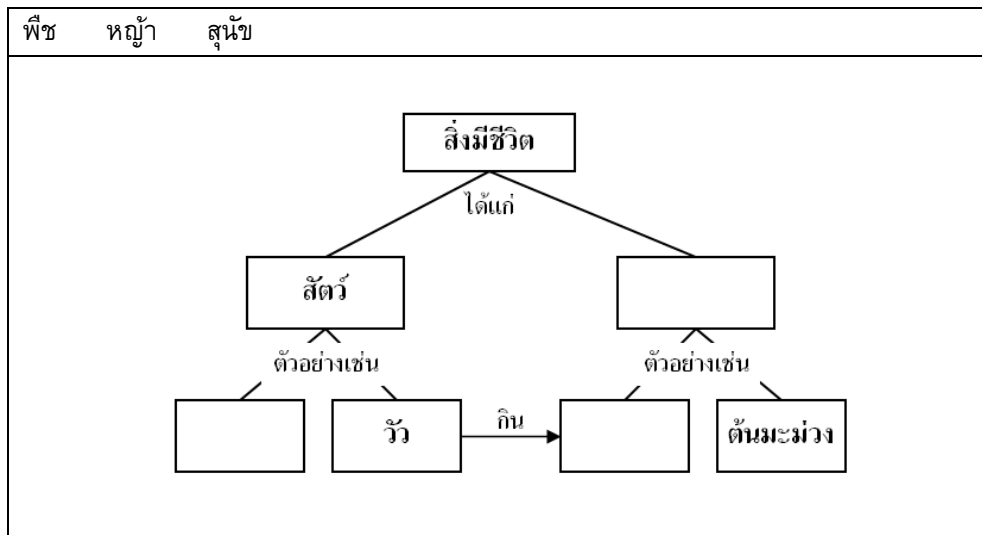 พืช หญ้า สุนัข
สิ่งมีชีวิต
ได้แก่
สัตว์
ตัวอย่างเช่น ตัวอย่างเช่น
วัว กิน ต้นมะม่วง